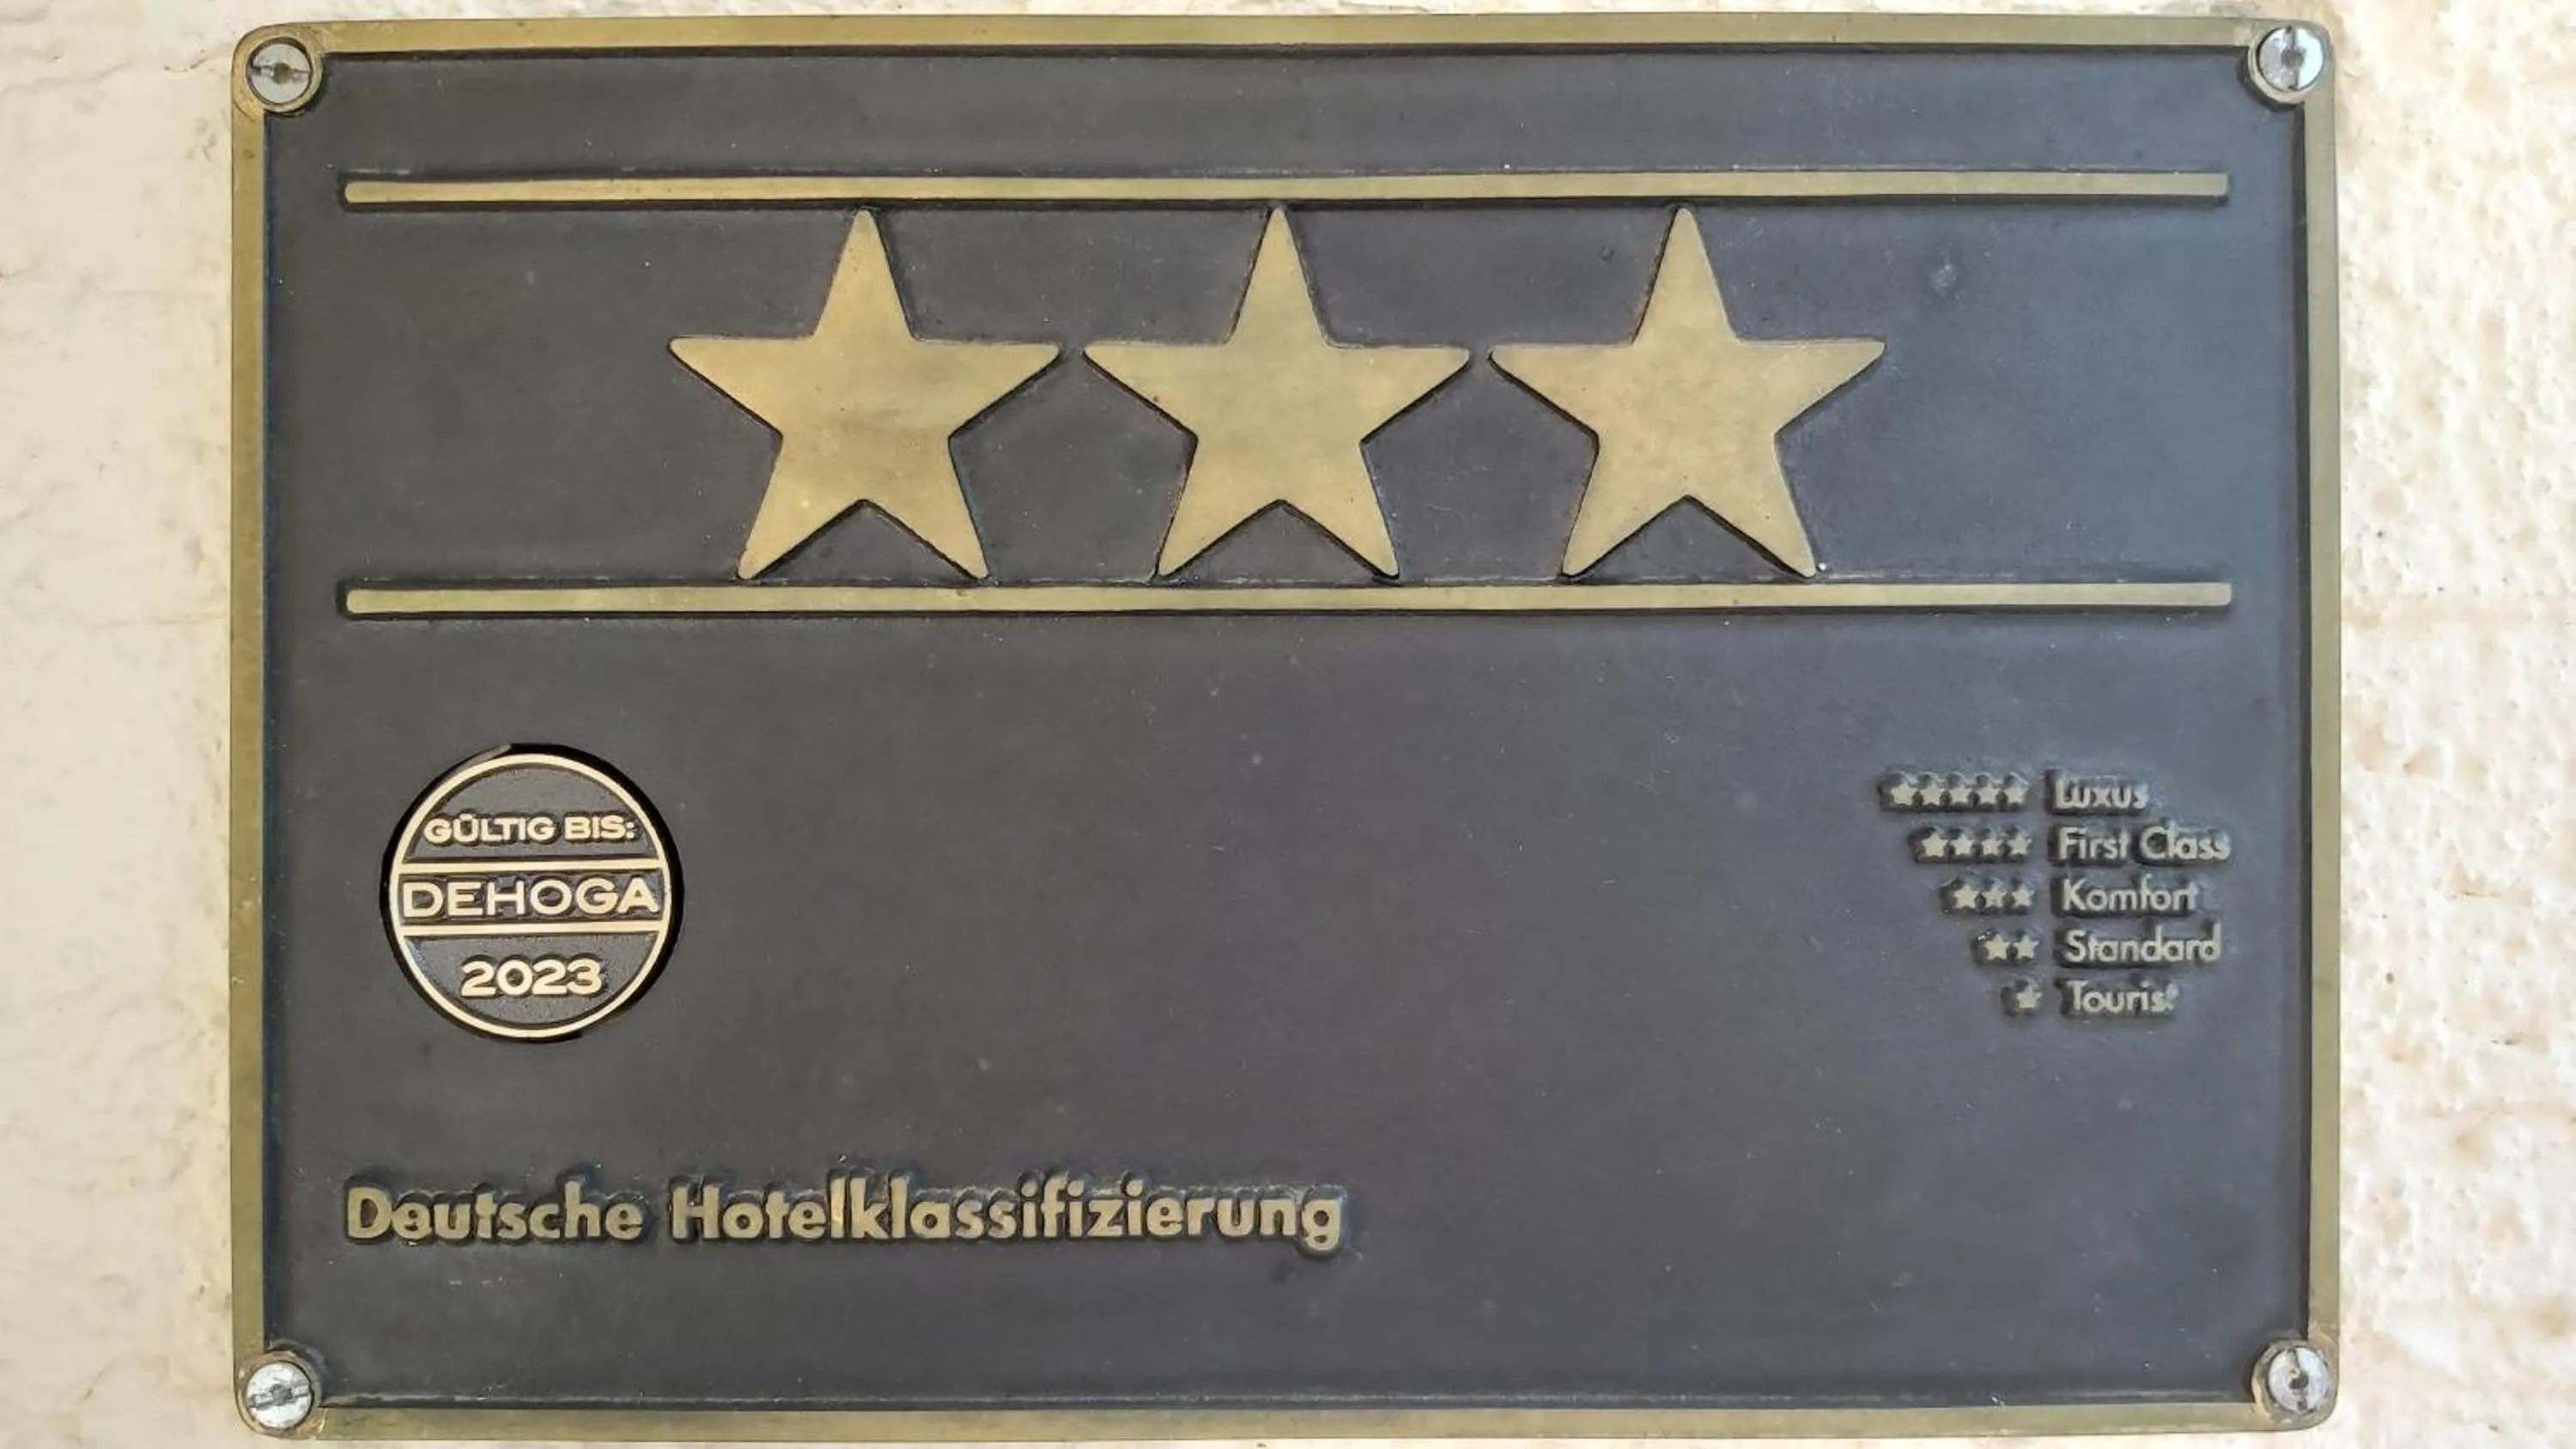 GÜLTIG BIS:
DEHOGA
2023
★★★★★ Luxus
★★★★ First Class
★★★ Komfort
★★ Standard
★ Tourist
Deutsche Hotelklassifizierung